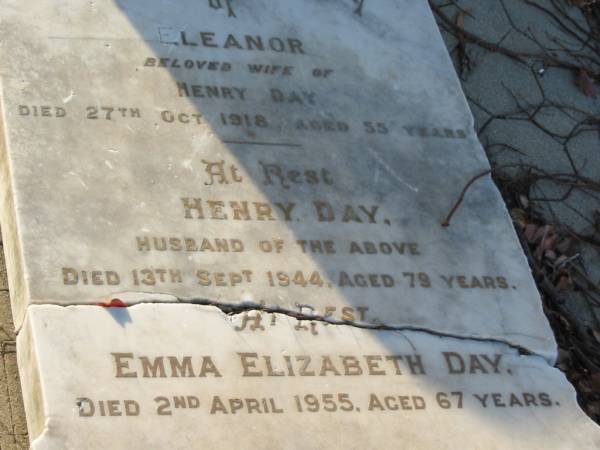 ELEANOR
BELOVED WIFE OF
HENRY DAY
DIED 27TH OCT 1918, AGED 55 YEARS
At Rest
HENRY DAY,
HUSBAND OF THE ABOVE
DIED 13TH SEPT 1944, AGED 79 YEARS.
At Rest
EMMA ELIZABETH DAY,
DIED 2ND APRIL 1955, AGED 67 YEARS.